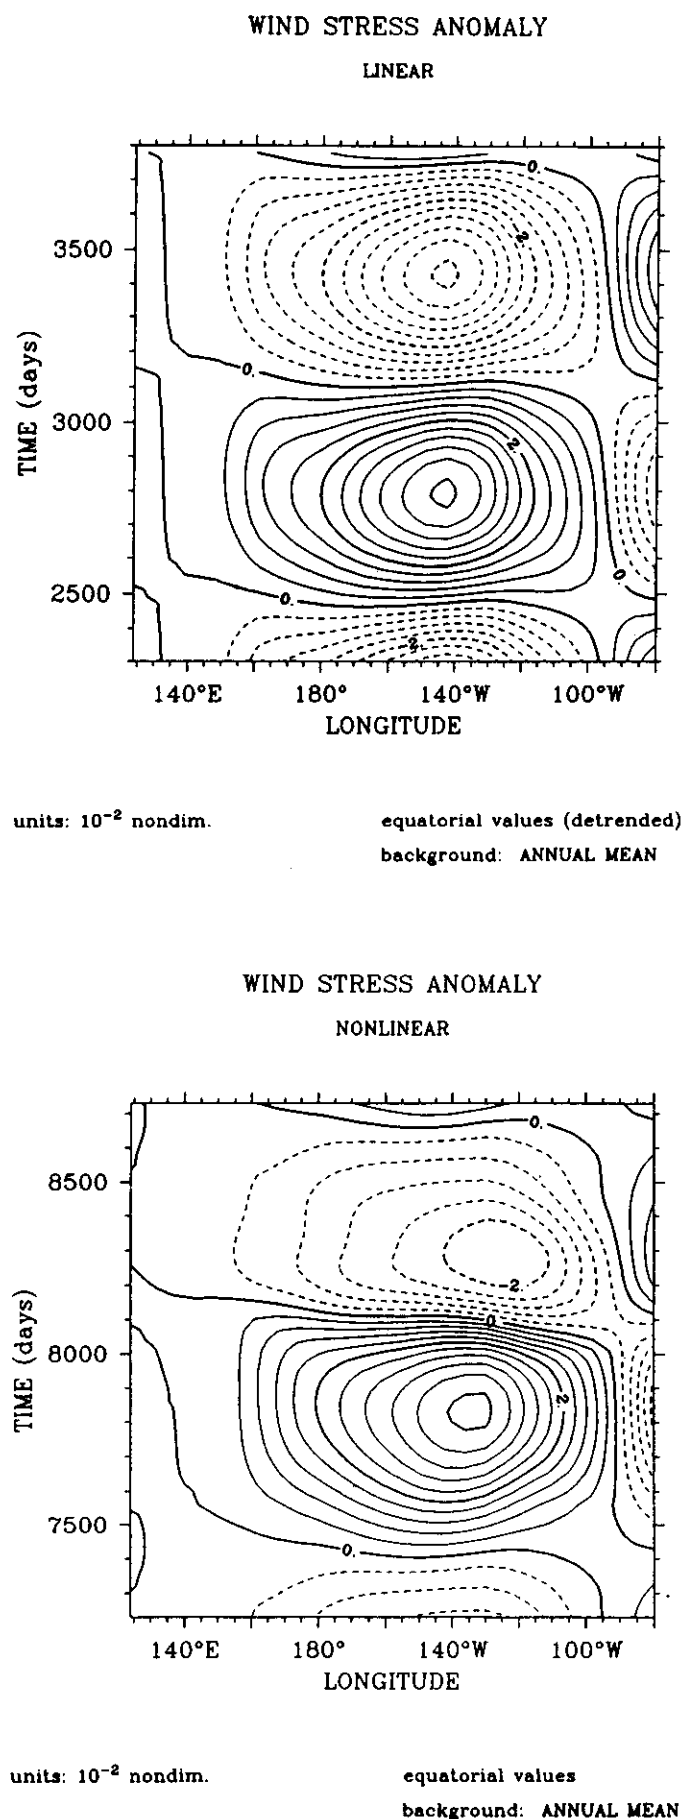 WIND STRESS ANOMALY
LINEAR
0.
-2.
3500
0.
3000
2.
TIME (days)
0.
2500
0.
-2.
140°E 180° 140°W 100°W
LONGITUDE
units: 10⁻² nondim. equatorial values (detrended)
background: ANNUAL MEAN
WIND STRESS ANOMALY
NONLINEAR
0.
8500
-2
0.
8000
2.
TIME (days)
7500
0.
140°E 180° 140°W 100°W
LONGITUDE
units: 10⁻² nondim. equatorial values
background: ANNUAL MEAN